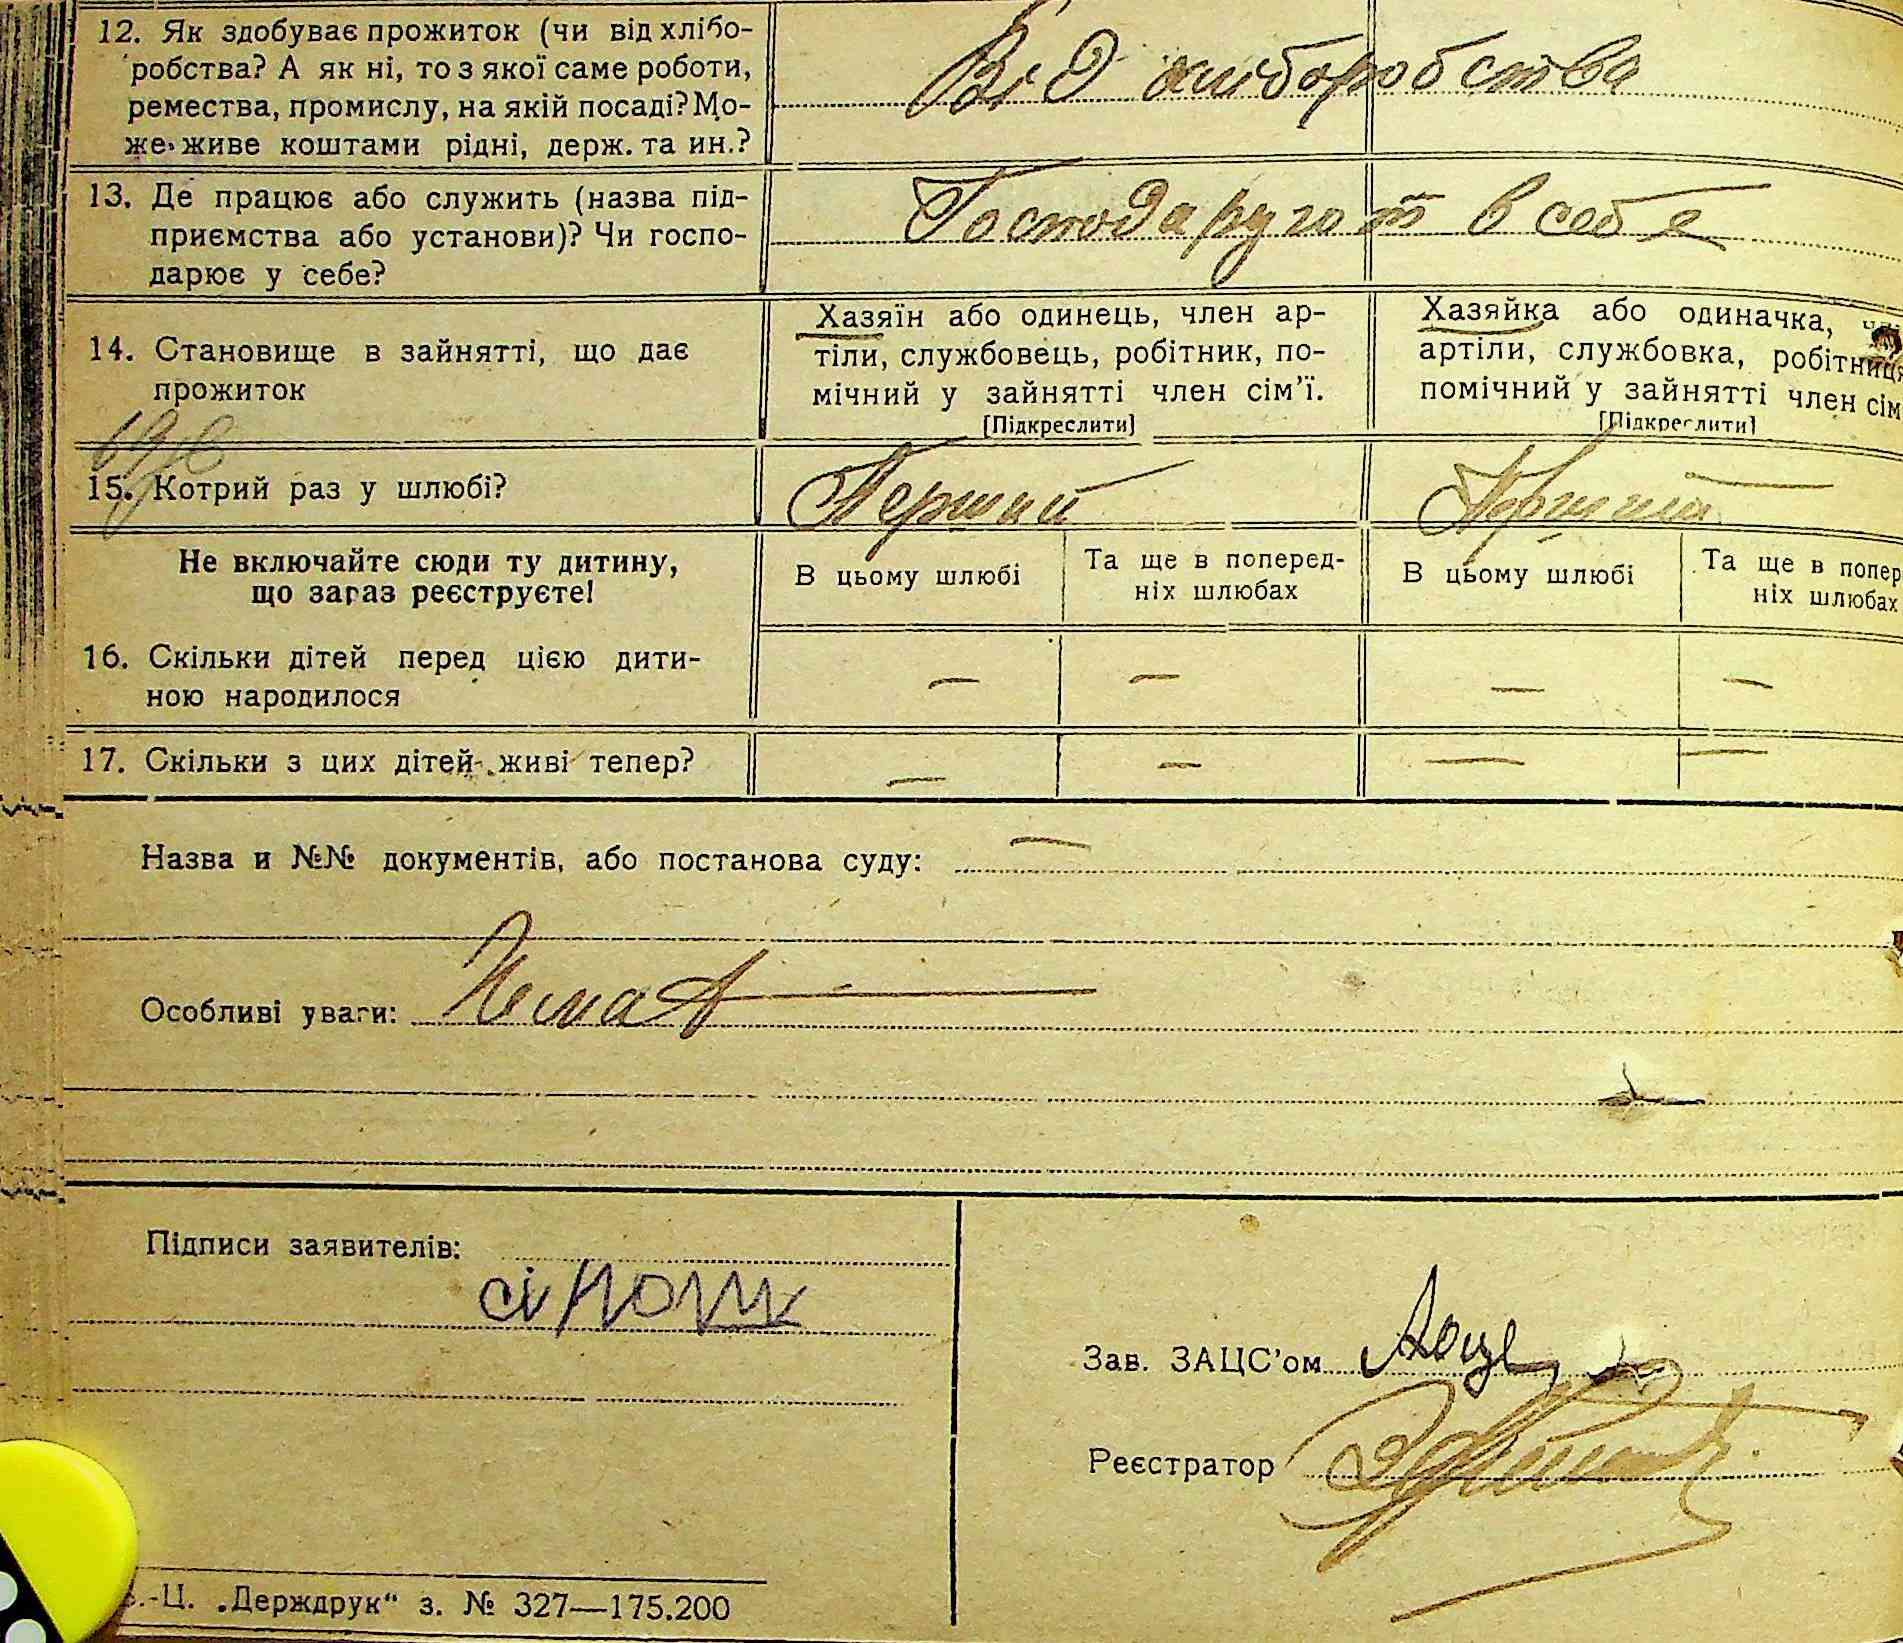 12. Як здобуває прожиток (чи від хлібо-
робства? А як ні, то з якої саме роботи,
ремества, промислу, на якій посаді? Мо-
же живе коштами рідні, держ. та ин.?
Від хліборобства
13. Де працює або служить (назва під-
приємства або установи)? Чи госпо-
дарює у себе?
Господарують в себе
14. Становище в зайнятті, що дає
прожиток
Хазяїн або одинець, член ар-
тіли, службовець, робітник, по-
мічний у зайнятті член сім'ї.
[Підкреслити]
Хазяйка або одиначка,
артіли, службовка, робітниця
помічний у зайнятті член сім
[Підкреслити]
15. Котрий раз у шлюбі?
Перший
Перший
Не включайте сюди ту дитину,
що зараз реєструєте!
В цьому шлюбі
Та ще в поперед-
ніх шлюбах
В цьому шлюбі
Та ще в попер
ніх шлюбах
16. Скільки дітей перед цією дити-
ною народилося
— — — —
17. Скільки з цих дітей живі тепер?
— — — —
Назва и №№ документів, або постанова суду: —
Особливі уваги:
Підписи заявителів:
Зав. ЗАЦС'ом
Реєстратор
-Ц. „Держдрук“ з. № 327—175.200